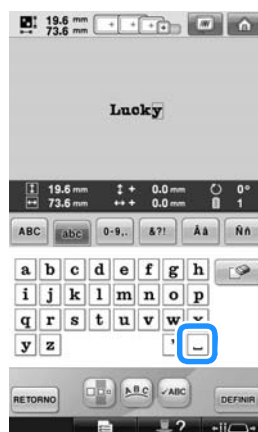 19.6 mm
73.6 mm
Lucky
19.6 mm 0.0 mm 0°
73.6 mm 0.0 mm 1
ABC abc 0-9,. &?! Ää Ññ
a b c d e f g h
i j k l m n o p
q r s t u v w x
y z ' ␣
RETORNO ABC ✓ABC DEFINIR
?